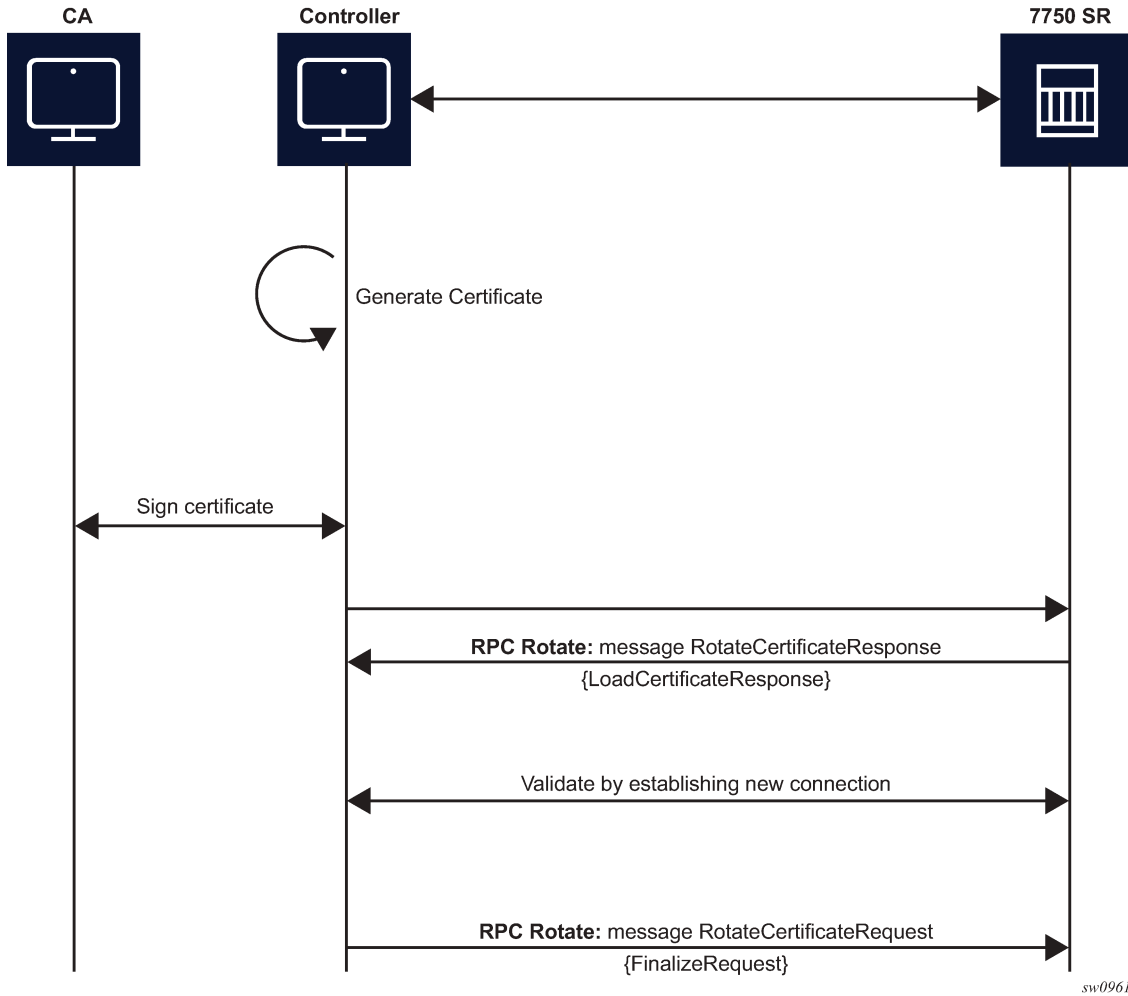 CA
Controller
7750 SR
Generate Certificate
Sign certificate
RPC Rotate: message RotateCertificateResponse
{LoadCertificateResponse}
Validate by establishing new connection
RPC Rotate: message RotateCertificateRequest
{FinalizeRequest}
sw0961